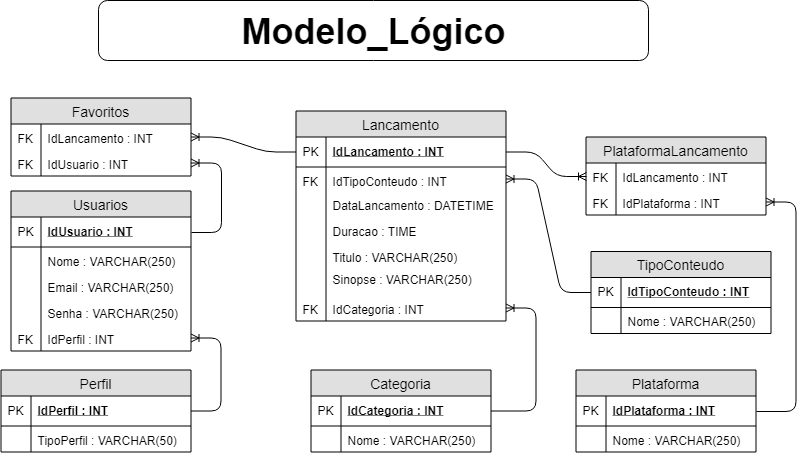 Modelo_Lógico
Favoritos
FK IdLancamento : INT
FK IdUsuario : INT
Usuarios
PK IdUsuario : INT
Nome : VARCHAR(250)
Email : VARCHAR(250)
Senha : VARCHAR(250)
FK IdPerfil : INT
Perfil
PK IdPerfil : INT
TipoPerfil : VARCHAR(50)
Lancamento
PK IdLancamento : INT
FK IdTipoConteudo : INT
DataLancamento : DATETIME
Duracao : TIME
Titulo : VARCHAR(250)
Sinopse : VARCHAR(250)
FK IdCategoria : INT
Categoria
PK IdCategoria : INT
Nome : VARCHAR(250)
PlataformaLancamento
FK IdLancamento : INT
FK IdPlataforma : INT
TipoConteudo
PK IdTipoConteudo : INT
Nome : VARCHAR(250)
Plataforma
PK IdPlataforma : INT
Nome : VARCHAR(250)